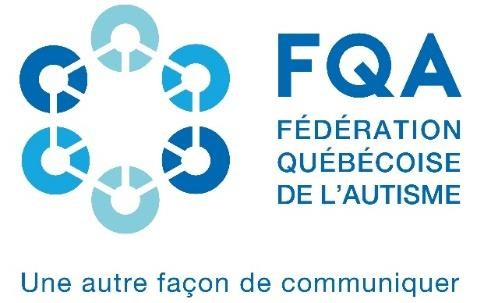 FQA
FÉDÉRATION
QUÉBÉCOISE
DE L'AUTISME
Une autre façon de communiquer